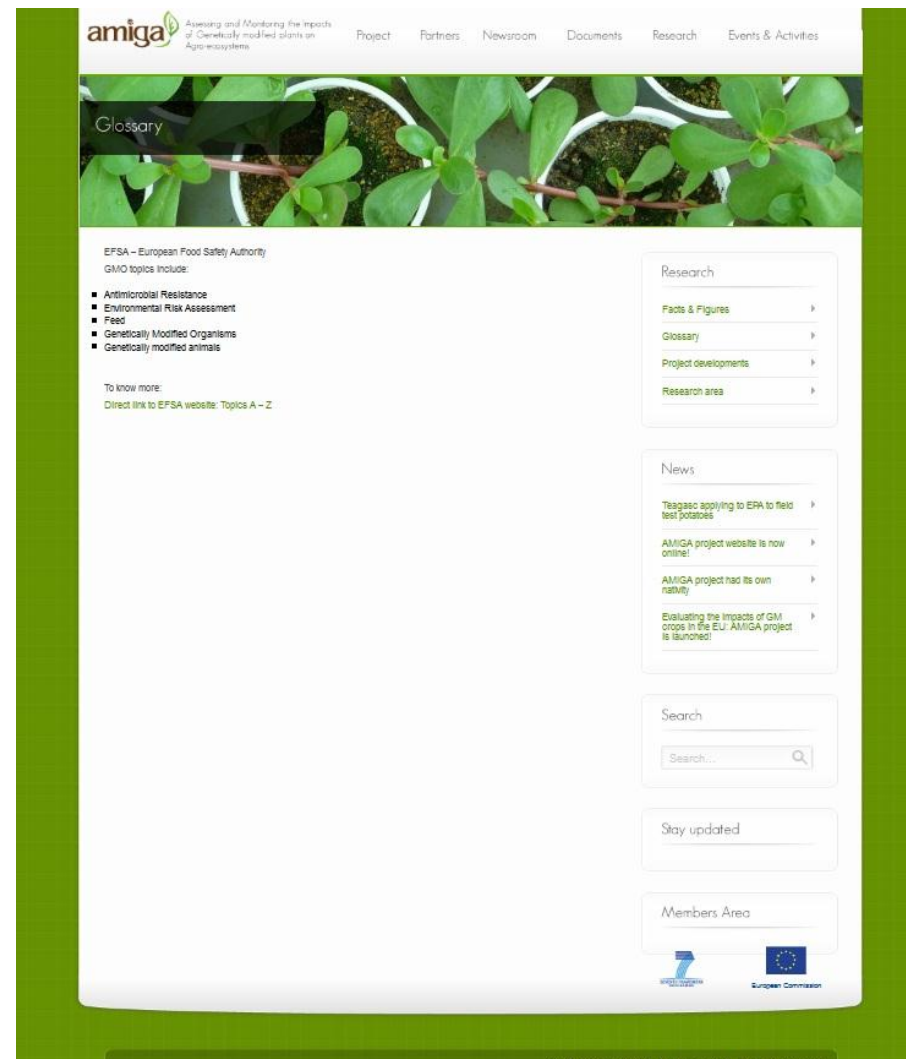 amiga
Assessing and Monitoring the Impacts
of Genetically modified plants on
Agro-ecosystems
Project Partners Newsroom Documents Research Events & Activities
Glossary
EFSA – European Food Safety Authority
GMO topics include:
Antimicrobial Resistance
Environmental Risk Assessment
Feed
Genetically Modified Organisms
Genetically modified animals
To know more:
Direct link to EFSA website: Topics A – Z
Research
Facts & Figures
Glossary
Project developments
Research area
News
Teagasc applying to EPA to field
test potatoes
AMIGA project website is now
online!
AMIGA project had its own
nativity
Evaluating the impacts of GM
crops in the EU: AMIGA project
is launched!
Search
Search...
Stay updated
Members Area
European Commission